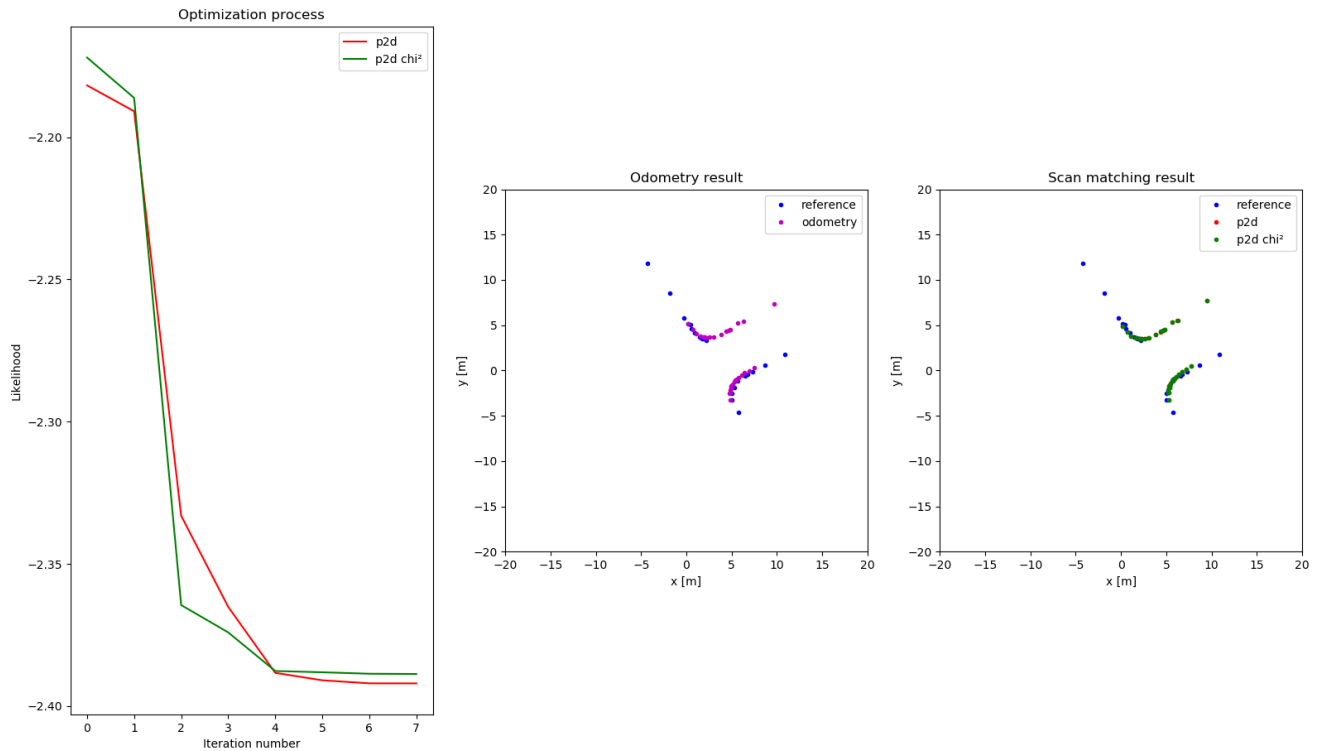 Optimization process
p2d
p2d chi²
−2.20
−2.25
−2.30
−2.35
−2.40
Likelihood
0 1 2 3 4 5 6 7
Iteration number
Odometry result
reference
odometry
20
15
10
5
0
−5
−10
−15
−20
y [m]
−20 −15 −10 −5 0 5 10 15 20
x [m]
Scan matching result
reference
p2d
p2d chi²
20
15
10
5
0
−5
−10
−15
−20
y [m]
−20 −15 −10 −5 0 5 10 15 20
x [m]